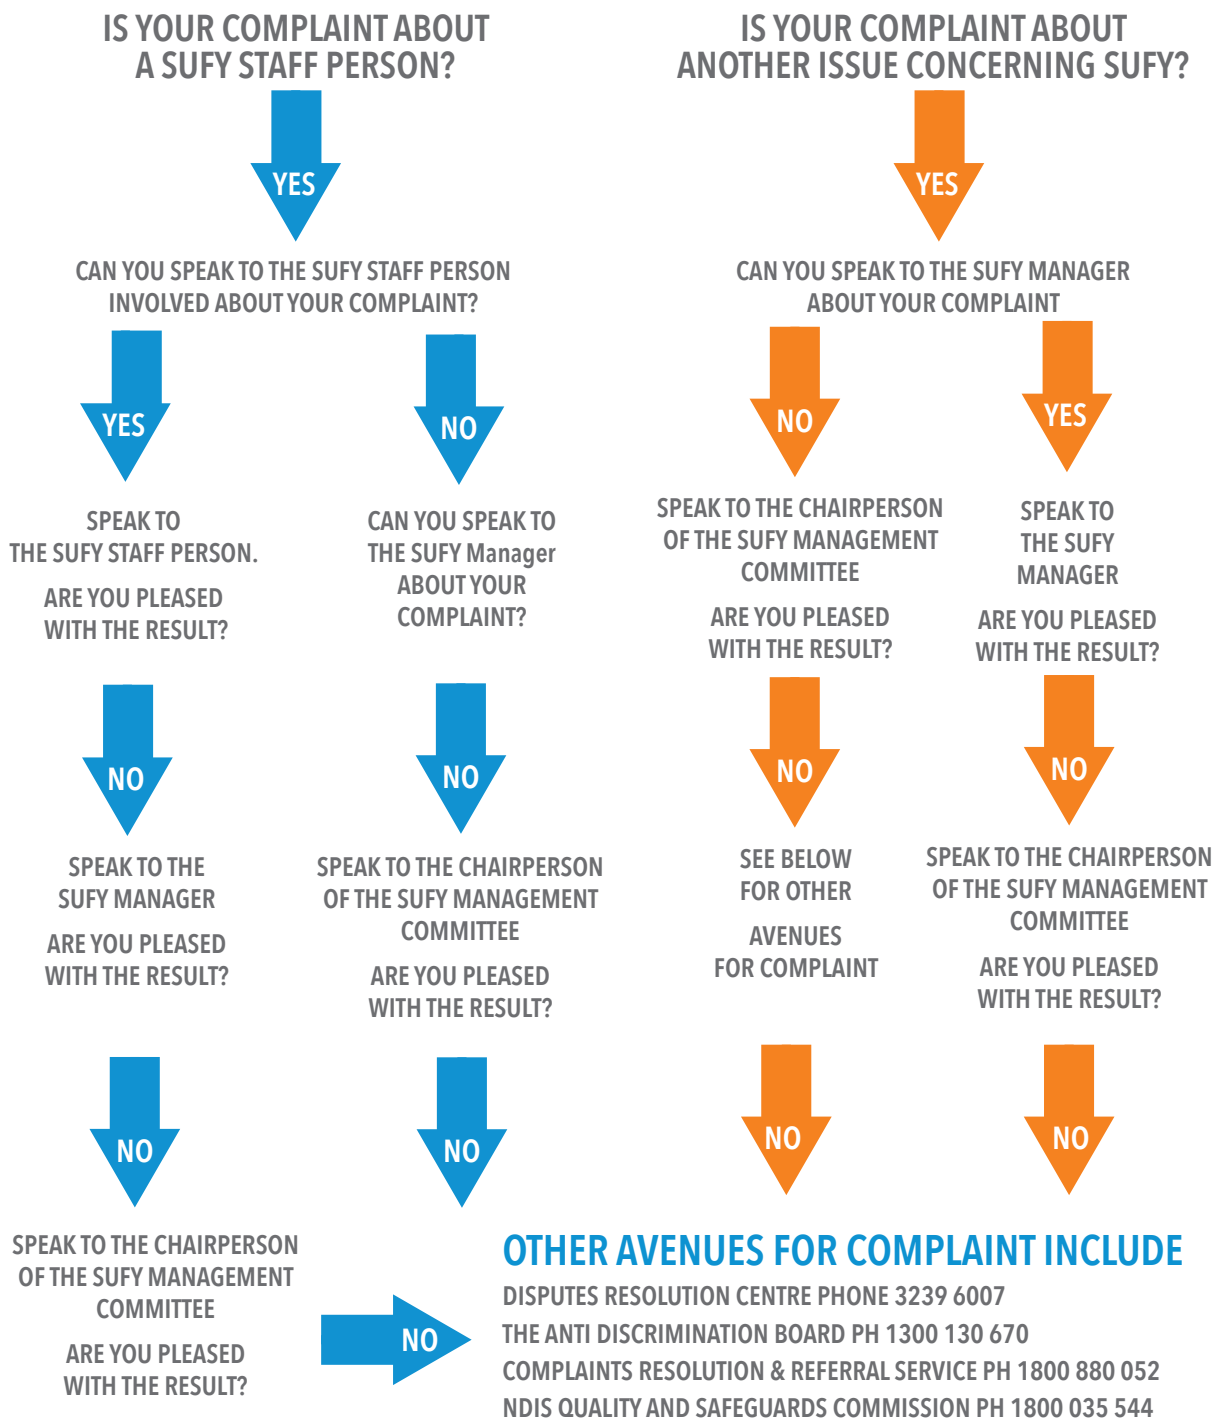 IS YOUR COMPLAINT ABOUT
A SUFY STAFF PERSON?
YES
CAN YOU SPEAK TO THE SUFY STAFF PERSON
INVOLVED ABOUT YOUR COMPLAINT?
YES
SPEAK TO
THE SUFY STAFF PERSON.
ARE YOU PLEASED
WITH THE RESULT?
NO
SPEAK TO THE
SUFY MANAGER
ARE YOU PLEASED
WITH THE RESULT?
NO
SPEAK TO THE CHAIRPERSON
OF THE SUFY MANAGEMENT
COMMITTEE
ARE YOU PLEASED
WITH THE RESULT?
NO
NO
CAN YOU SPEAK TO
THE SUFY Manager
ABOUT YOUR
COMPLAINT?
NO
SPEAK TO THE CHAIRPERSON
OF THE SUFY MANAGEMENT
COMMITTEE
ARE YOU PLEASED
WITH THE RESULT?
NO
IS YOUR COMPLAINT ABOUT
ANOTHER ISSUE CONCERNING SUFY?
YES
CAN YOU SPEAK TO THE SUFY MANAGER
ABOUT YOUR COMPLAINT
NO
SPEAK TO THE CHAIRPERSON
OF THE SUFY MANAGEMENT
COMMITTEE
ARE YOU PLEASED
WITH THE RESULT?
NO
SEE BELOW
FOR OTHER
AVENUES
FOR COMPLAINT
NO
YES
SPEAK TO
THE SUFY
MANAGER
ARE YOU PLEASED
WITH THE RESULT?
NO
SPEAK TO THE CHAIRPERSON
OF THE SUFY MANAGEMENT
COMMITTEE
ARE YOU PLEASED
WITH THE RESULT?
NO
OTHER AVENUES FOR COMPLAINT INCLUDE
DISPUTES RESOLUTION CENTRE PHONE 3239 6007
THE ANTI DISCRIMINATION BOARD PH 1300 130 670
COMPLAINTS RESOLUTION & REFERRAL SERVICE PH 1800 880 052
NDIS QUALITY AND SAFEGUARDS COMMISSION PH 1800 035 544